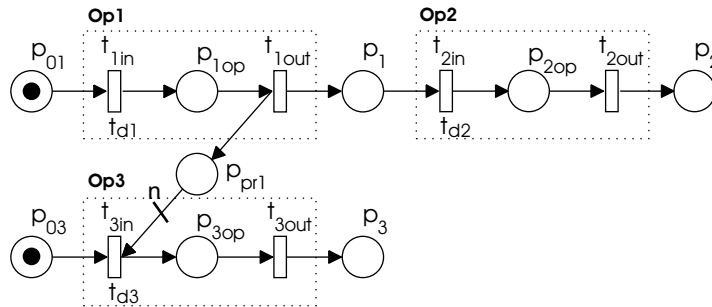 Op1
Op2
p01
t1in
p1op
t1out
p1
t2in
p2op
t2out
td1
td2
Op3
n
ppr1
p03
t3in
p3op
t3out
p3
td3